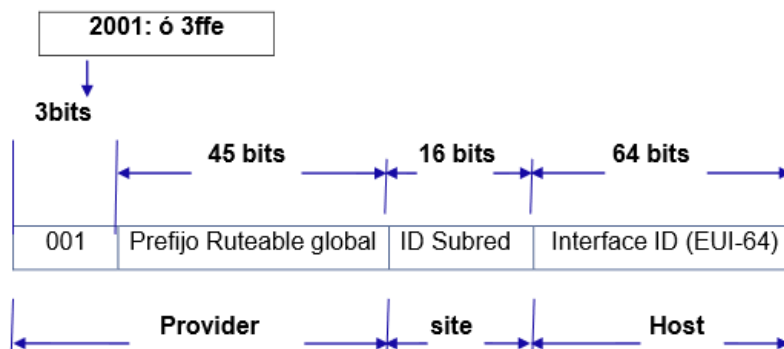 2001: ó 3ffe
3bits
45 bits 16 bits 64 bits
001 Prefijo Ruteable global ID Subred Interface ID (EUI-64)
Provider site Host